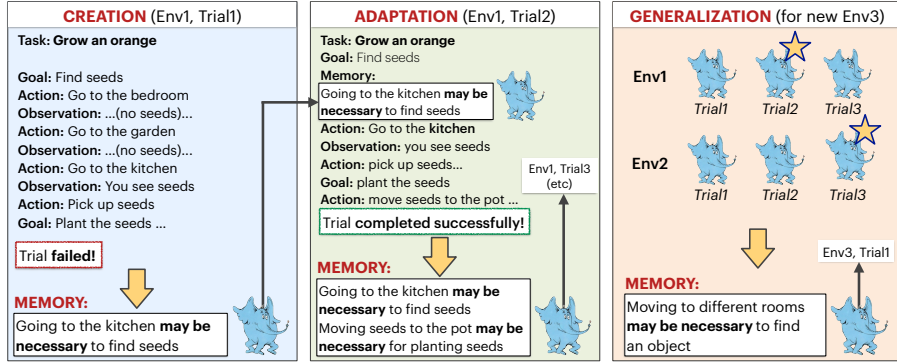 CREATION (Env1, Trial1)
Task: Grow an orange
Goal: Find seeds
Action: Go to the bedroom
Observation: ...(no seeds)...
Action: Go to the garden
Observation: ...(no seeds)...
Action: Go to the kitchen
Observation: You see seeds
Action: Pick up seeds
Goal: Plant the seeds ...
Trial failed!
MEMORY:
Going to the kitchen may be
necessary to find seeds
ADAPTATION (Env1, Trial2)
Task: Grow an orange
Goal: Find seeds
Memory:
Going to the kitchen may be
necessary to find seeds
Action: Go to the kitchen
Observation: you see seeds
Action: pick up seeds...
Goal: plant the seeds
Action: move seeds to the pot ...
Trial completed successfully!
Env1, Trial3
(etc)
MEMORY:
Going to the kitchen may be
necessary to find seeds
Moving seeds to the pot may be
necessary for planting seeds
GENERALIZATION (for new Env3)
Env1
Trial1 Trial2 Trial3
Env2
Trial1 Trial2 Trial3
Env3, Trial1
MEMORY:
Moving to different rooms
may be necessary to find
an object